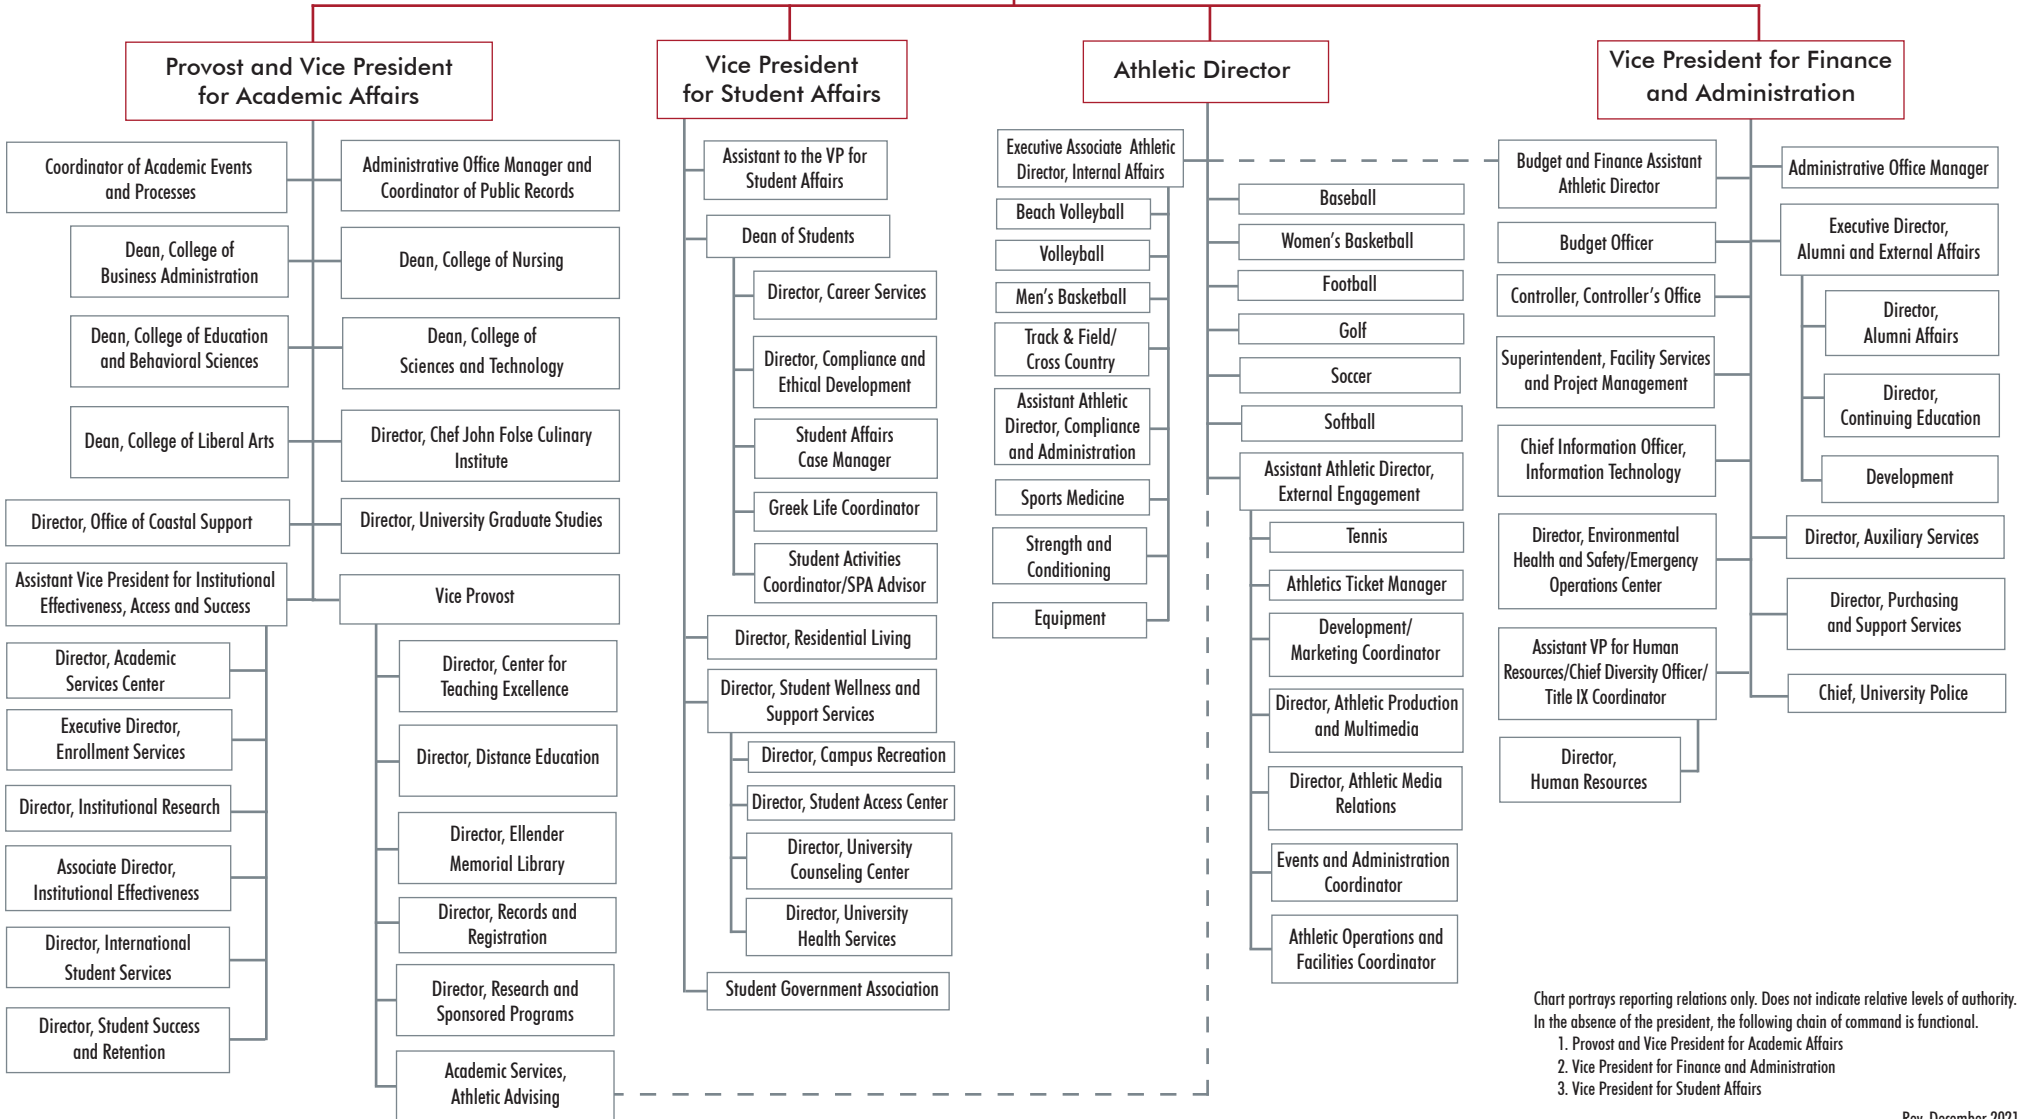 Provost and Vice President
for Academic Affairs
Coordinator of Academic Events
and Processes
Administrative Office Manager and
Coordinator of Public Records
Dean, College of
Business Administration
Dean, College of Nursing
Dean, College of Education
and Behavioral Sciences
Dean, College of
Sciences and Technology
Dean, College of Liberal Arts
Director, Chef John Folse Culinary
Institute
Director, Office of Coastal Support
Director, University Graduate Studies
Assistant Vice President for Institutional
Effectiveness, Access and Success
Director, Academic
Services Center
Executive Director,
Enrollment Services
Director, Institutional Research
Associate Director,
Institutional Effectiveness
Director, International
Student Services
Director, Student Success
and Retention
Vice Provost
Director, Center for
Teaching Excellence
Director, Distance Education
Director, Ellender
Memorial Library
Director, Records and
Registration
Director, Research and
Sponsored Programs
Academic Services,
Athletic Advising
Vice President
for Student Affairs
Assistant to the VP for
Student Affairs
Dean of Students
Director, Career Services
Director, Compliance and
Ethical Development
Student Affairs
Case Manager
Greek Life Coordinator
Student Activities
Coordinator/SPA Advisor
Director, Residential Living
Director, Student Wellness and
Support Services
Director, Campus Recreation
Director, Student Access Center
Director, University
Counseling Center
Director, University
Health Services
Student Government Association
Athletic Director
Executive Associate Athletic
Director, Internal Affairs
Beach Volleyball
Volleyball
Men's Basketball
Track & Field/
Cross Country
Assistant Athletic
Director, Compliance
and Administration
Sports Medicine
Strength and
Conditioning
Equipment
Baseball
Women's Basketball
Football
Golf
Soccer
Softball
Assistant Athletic Director,
External Engagement
Tennis
Athletics Ticket Manager
Development/
Marketing Coordinator
Director, Athletic Production
and Multimedia
Director, Athletic Media
Relations
Events and Administration
Coordinator
Athletic Operations and
Facilities Coordinator
Vice President for Finance
and Administration
Budget and Finance Assistant
Athletic Director
Budget Officer
Controller, Controller's Office
Superintendent, Facility Services
and Project Management
Chief Information Officer,
Information Technology
Director, Environmental
Health and Safety/Emergency
Operations Center
Assistant VP for Human
Resources/Chief Diversity Officer/
Title IX Coordinator
Director,
Human Resources
Administrative Office Manager
Executive Director,
Alumni and External Affairs
Director,
Alumni Affairs
Director,
Continuing Education
Development
Director, Auxiliary Services
Director, Purchasing
and Support Services
Chief, University Police
Chart portrays reporting relations only. Does not indicate relative levels of authority.
In the absence of the president, the following chain of command is functional.
1. Provost and Vice President for Academic Affairs
2. Vice President for Finance and Administration
3. Vice President for Student Affairs
Rev. December 2021